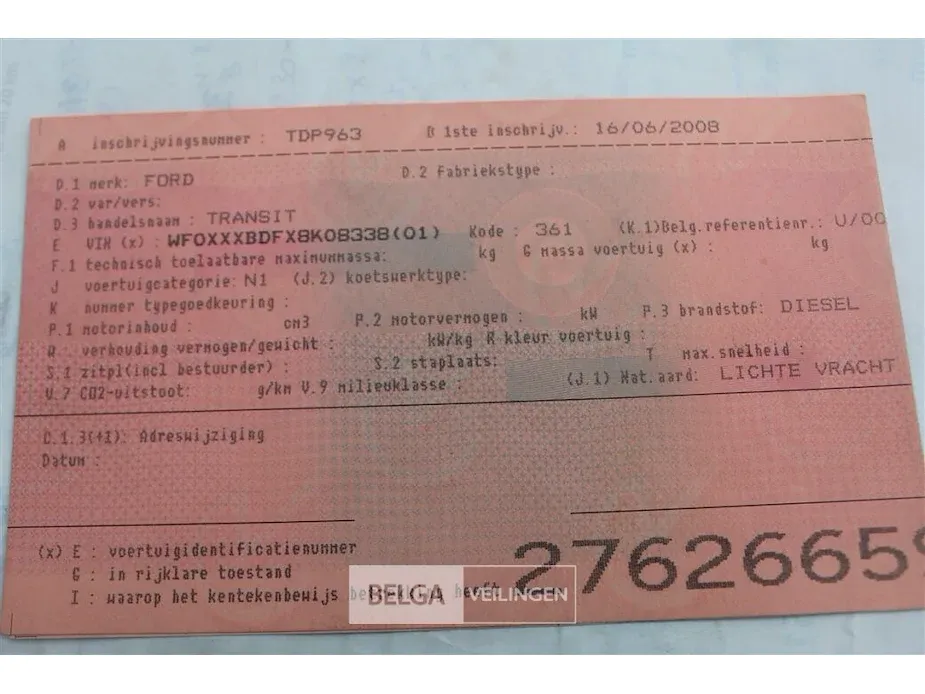 A inschrijvingsnummer : TDP963 B 1ste inschrijv.: 16/06/2008
D.1 merk: FORD D.2 Fabriekstype :
D.2 var/vers:
D.3 handelsnaam : TRANSIT
E VIN (x) : WF0XXXBDFX8K08338(01) Kode : 361 (K.1)Belg.referentienr.: U/00
F.1 technisch toelaatbare maximummassa: kg G massa voertuig (x) : kg
J voertuigcategorie: N1 (J.2) koetswerktype:
K nummer typegoedkeuring :
P.1 motorinhoud : cm3 P.2 motorvermogen : kW P.3 brandstof: DIESEL
Q verhouding vermogen/gewicht : kW/kg R kleur voertuig :
S.1 zitpl(incl bestuurder) : S.2 staplaats: T max.snelheid :
V.7 CO2-uitstoot: g/km V.9 milieuklasse : (J.1) Nat.aard: LICHTE VRACHT
C.1.3(+I): Adreswijziging
Datum :
(x) E : voertuigidentificatienummer
G : in rijklare toestand
I : waarop het kentekenbewijs betrekking heeft
27626659
BELGA VEILINGEN